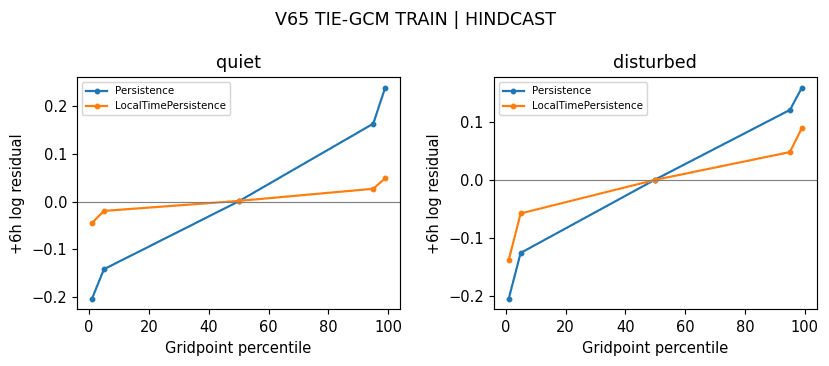 V65 TIE-GCM TRAIN | HINDCAST
quiet
Persistence
LocalTimePersistence
+6h log residual
0.2
0.1
0.0
−0.1
−0.2
0
20
40
60
80
100
Gridpoint percentile
disturbed
Persistence
LocalTimePersistence
+6h log residual
0.1
0.0
−0.1
−0.2
0
20
40
60
80
100
Gridpoint percentile